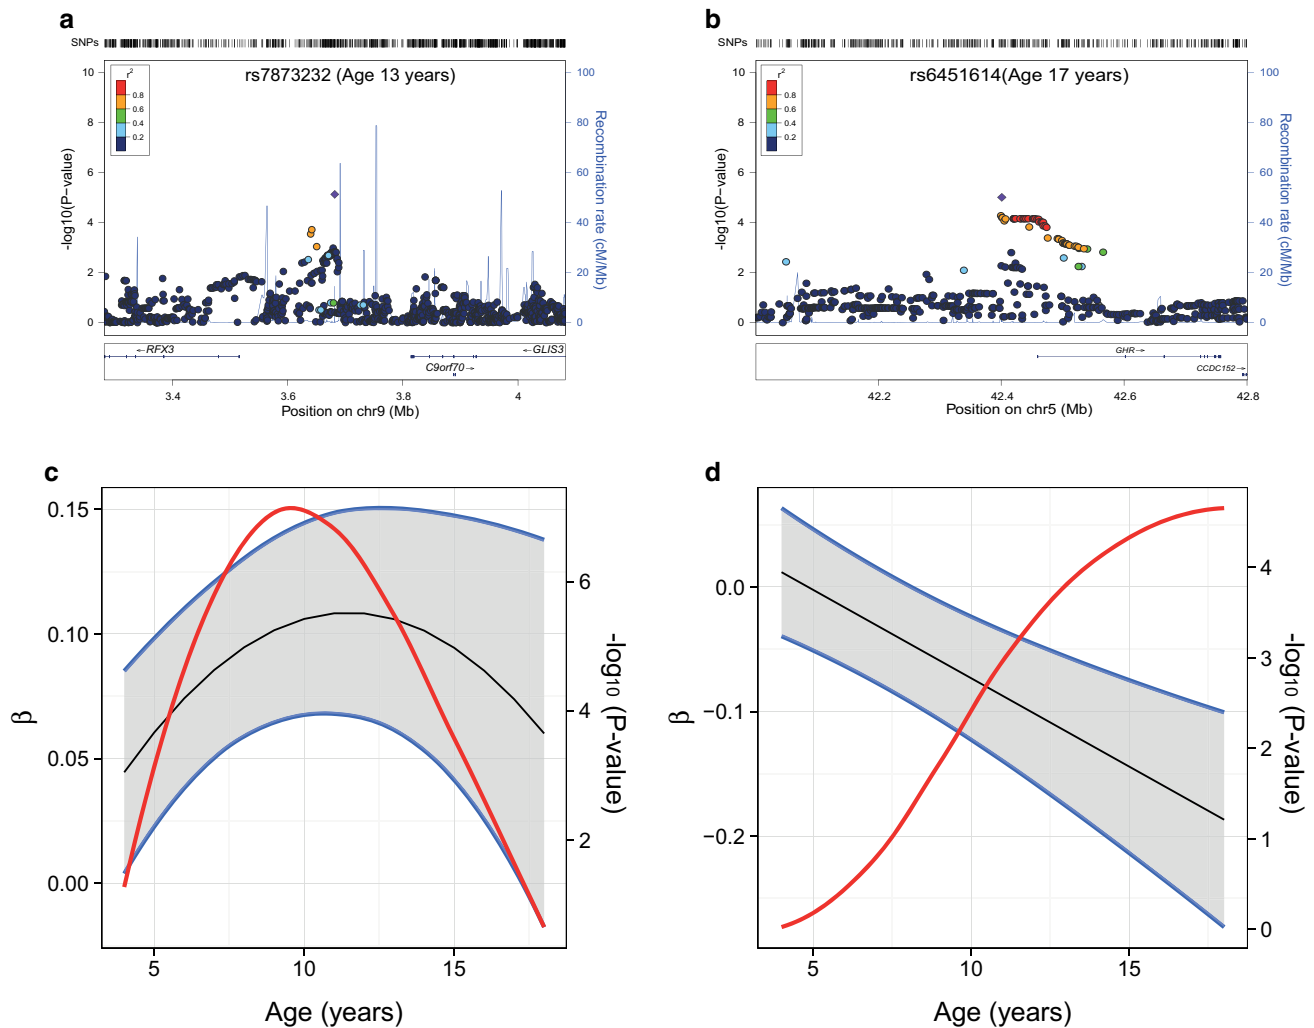 a
SNPs
rs7873232 (Age 13 years)
r2
0.8
0.6
0.4
0.2
10
8
6
4
2
0
-log10(P−value)
100
80
60
40
20
0
Recombination rate (cM/Mb)
←RFX3
←GLIS3
C9orf70→
3.4
3.6
3.8
4
Position on chr9 (Mb)
b
SNPs
rs6451614(Age 17 years)
r2
0.8
0.6
0.4
0.2
10
8
6
4
2
0
-log10(P−value)
100
80
60
40
20
0
Recombination rate (cM/Mb)
GHR→
CCDC152→
42.2
42.4
42.6
42.8
Position on chr5 (Mb)
c
0.15
0.10
0.05
0.00
β
6
4
2
-log10 (P-value)
5
10
15
Age (years)
d
0.0
−0.1
−0.2
β
4
3
2
1
0
-log10 (P-value)
5
10
15
Age (years)